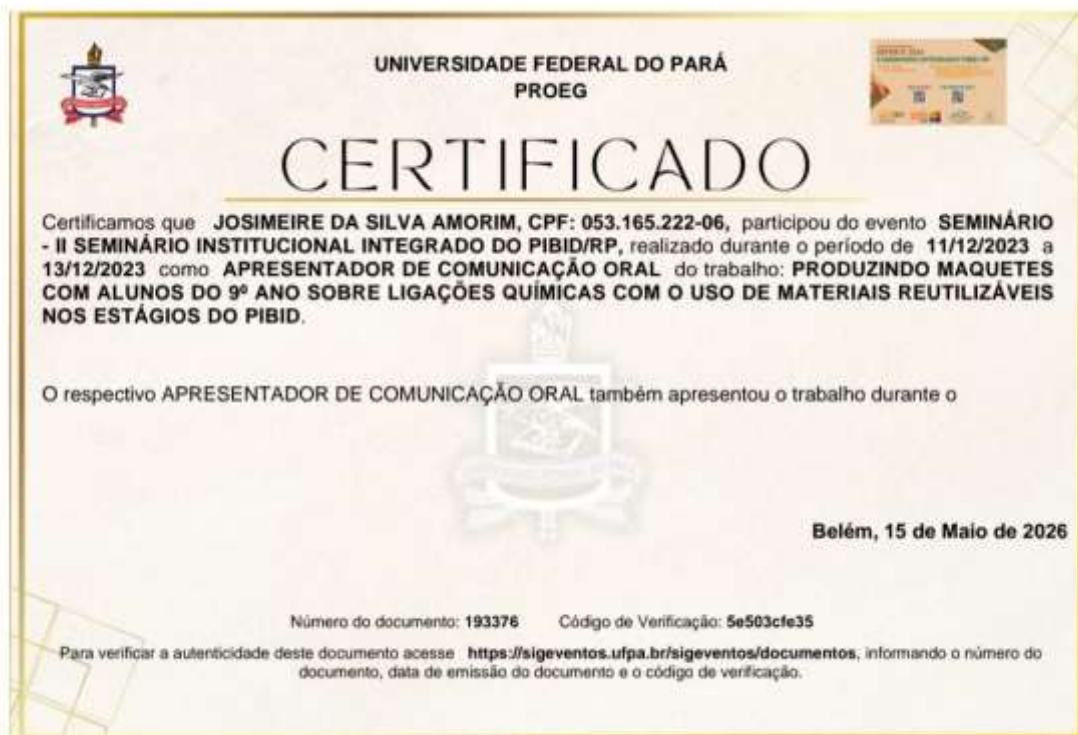 UNIVERSIDADE FEDERAL DO PARÁ
PROEG
CERTIFICADO
Certificamos que JOSIMEIRE DA SILVA AMORIM, CPF: 053.165.222-06, participou do evento SEMINÁRIO
- II SEMINÁRIO INSTITUCIONAL INTEGRADO DO PIBID/RP, realizado durante o período de 11/12/2023 a
13/12/2023 como APRESENTADOR DE COMUNICAÇÃO ORAL do trabalho: PRODUZINDO MAQUETES
COM ALUNOS DO 9º ANO SOBRE LIGAÇÕES QUÍMICAS COM O USO DE MATERIAIS REUTILIZÁVEIS
NOS ESTÁGIOS DO PIBID.
O respectivo APRESENTADOR DE COMUNICAÇÃO ORAL também apresentou o trabalho durante o
Belém, 15 de Maio de 2026
Número do documento: 193376 Código de Verificação: 5e503cfe35
Para verificar a autenticidade deste documento acesse https://sigeventos.ufpa.br/sigeventos/documentos, informando o número do
documento, data de emissão do documento e o código de verificação.